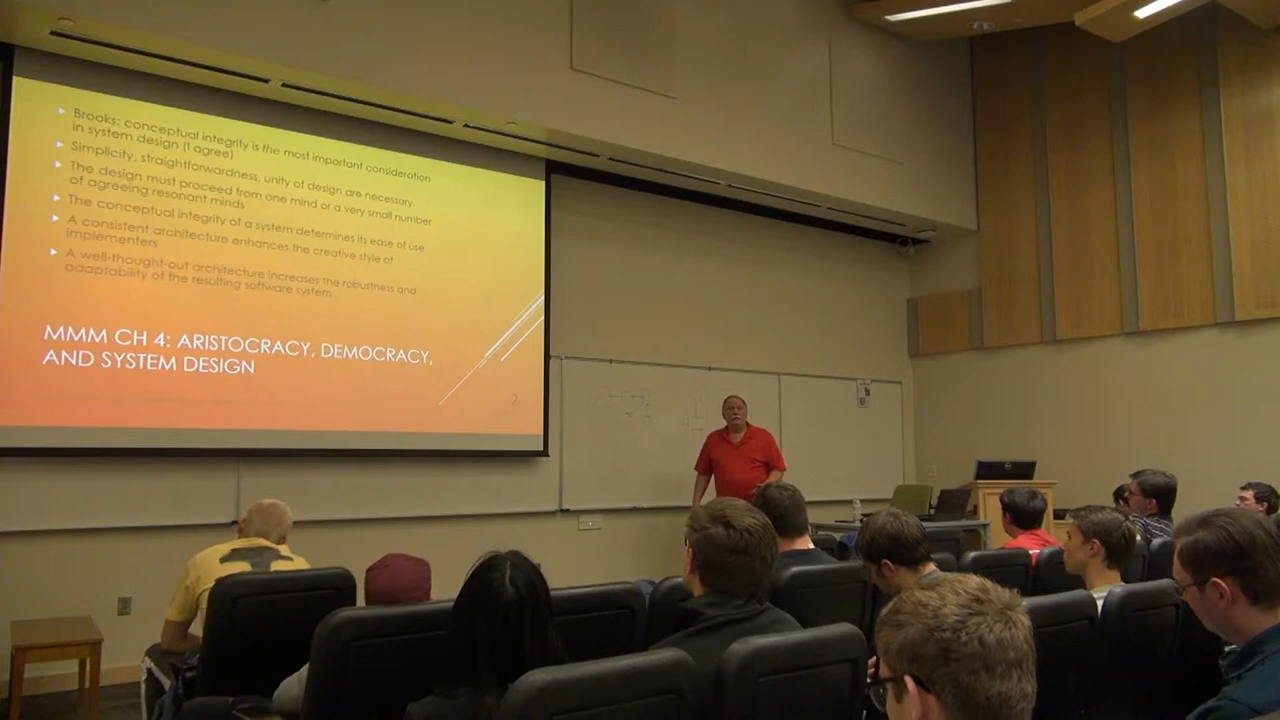 Brooks: conceptual integrity is the most important consideration
in system design (I agree)
Simplicity, straightforwardness, unity of design are necessary
The design must proceed from one mind or a very small number
of agreeing resonant minds
The conceptual integrity of a system determines its ease of use
A consistent architecture enhances the creative style of
implementers
A well-thought-out architecture increases the robustness and
adaptability of the resulting software system
MMM CH 4: ARISTOCRACY, DEMOCRACY,
AND SYSTEM DESIGN
2